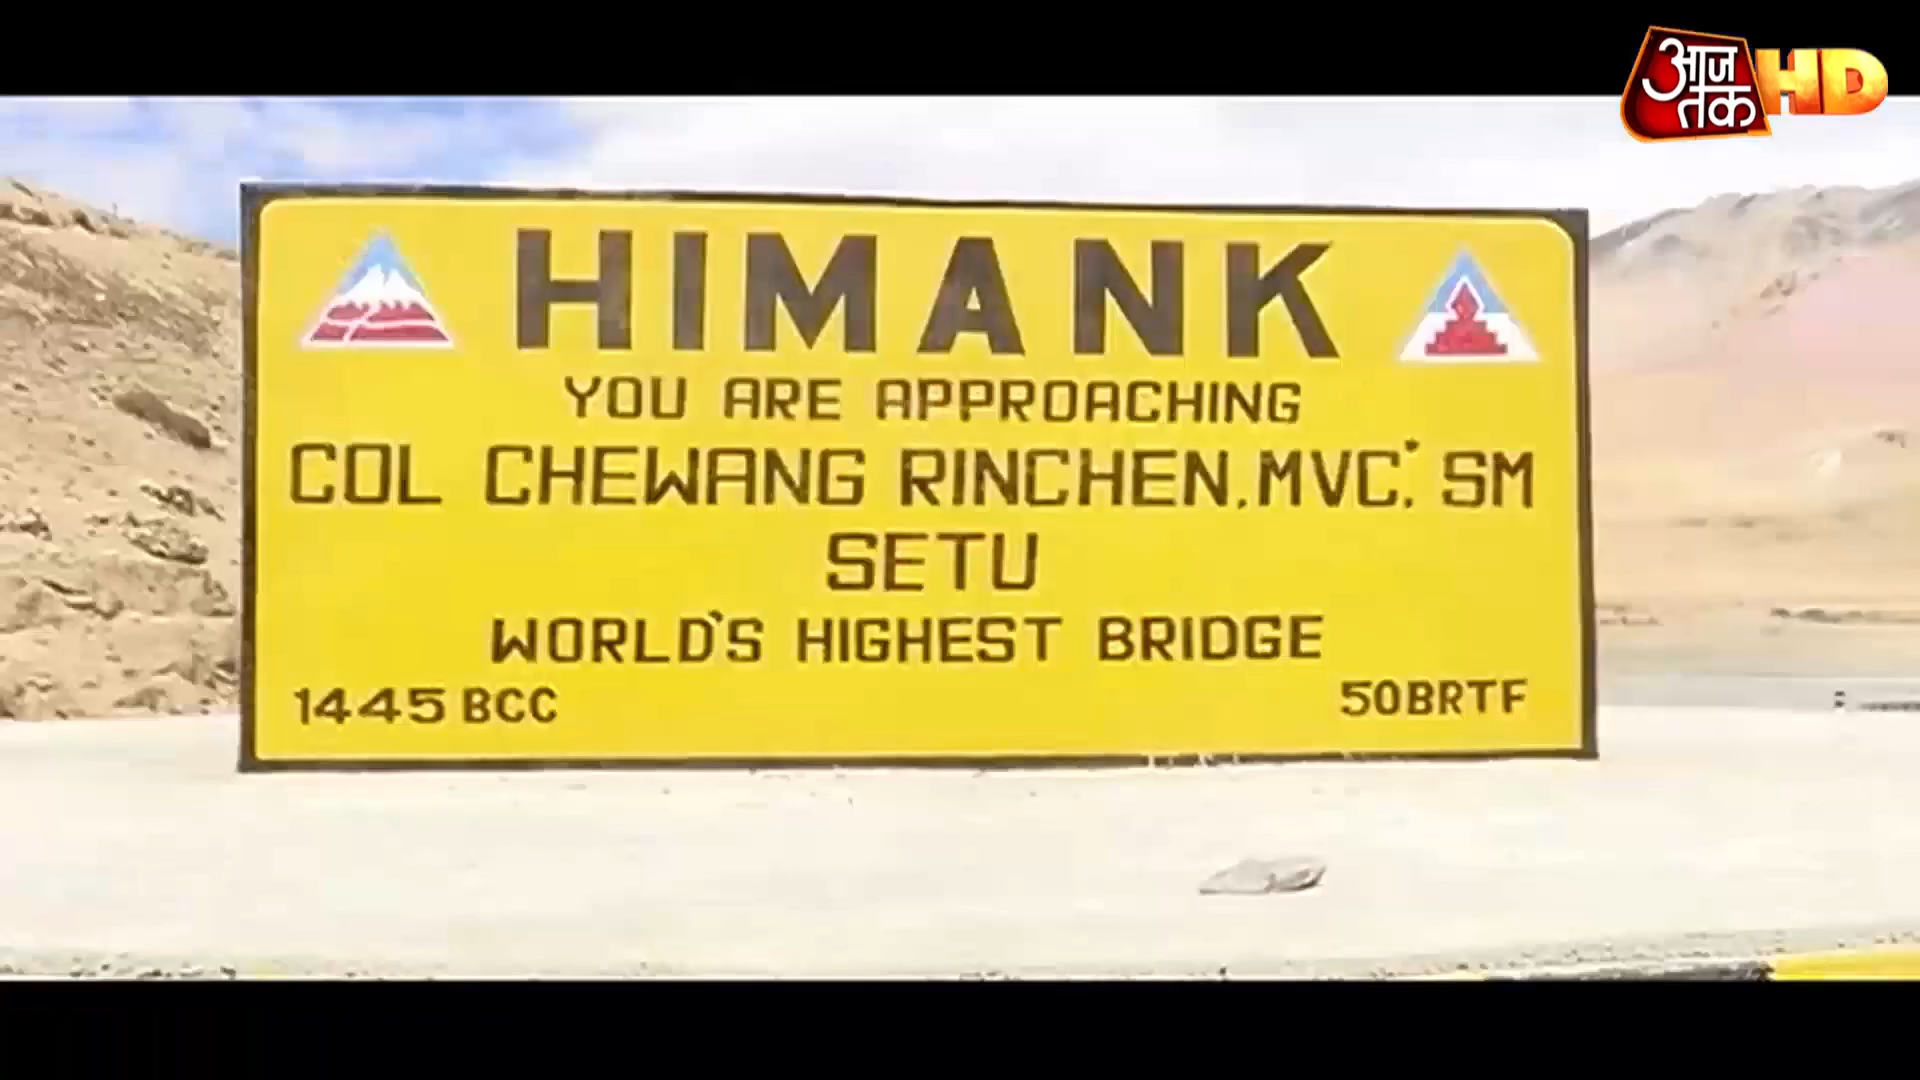 आज तक HD
HIMANK
YOU ARE APPROACHING
COL CHEWANG RINCHEN, MVC*, SM
SETU
WORLD'S HIGHEST BRIDGE
1445 BCC 50BRTF